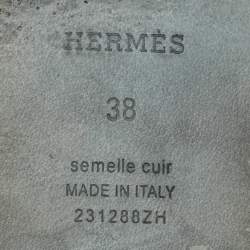 HERMÈS
38
semelle cuir
MADE IN ITALY
231288ZH